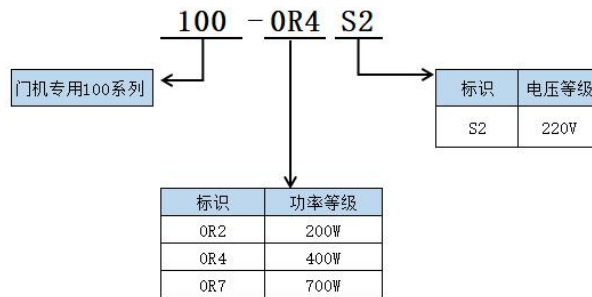 100 -0R4 S2
门机专用100系列
标识 电压等级
S2 220V
标识 功率等级
0R2 200W
0R4 400W
0R7 700W